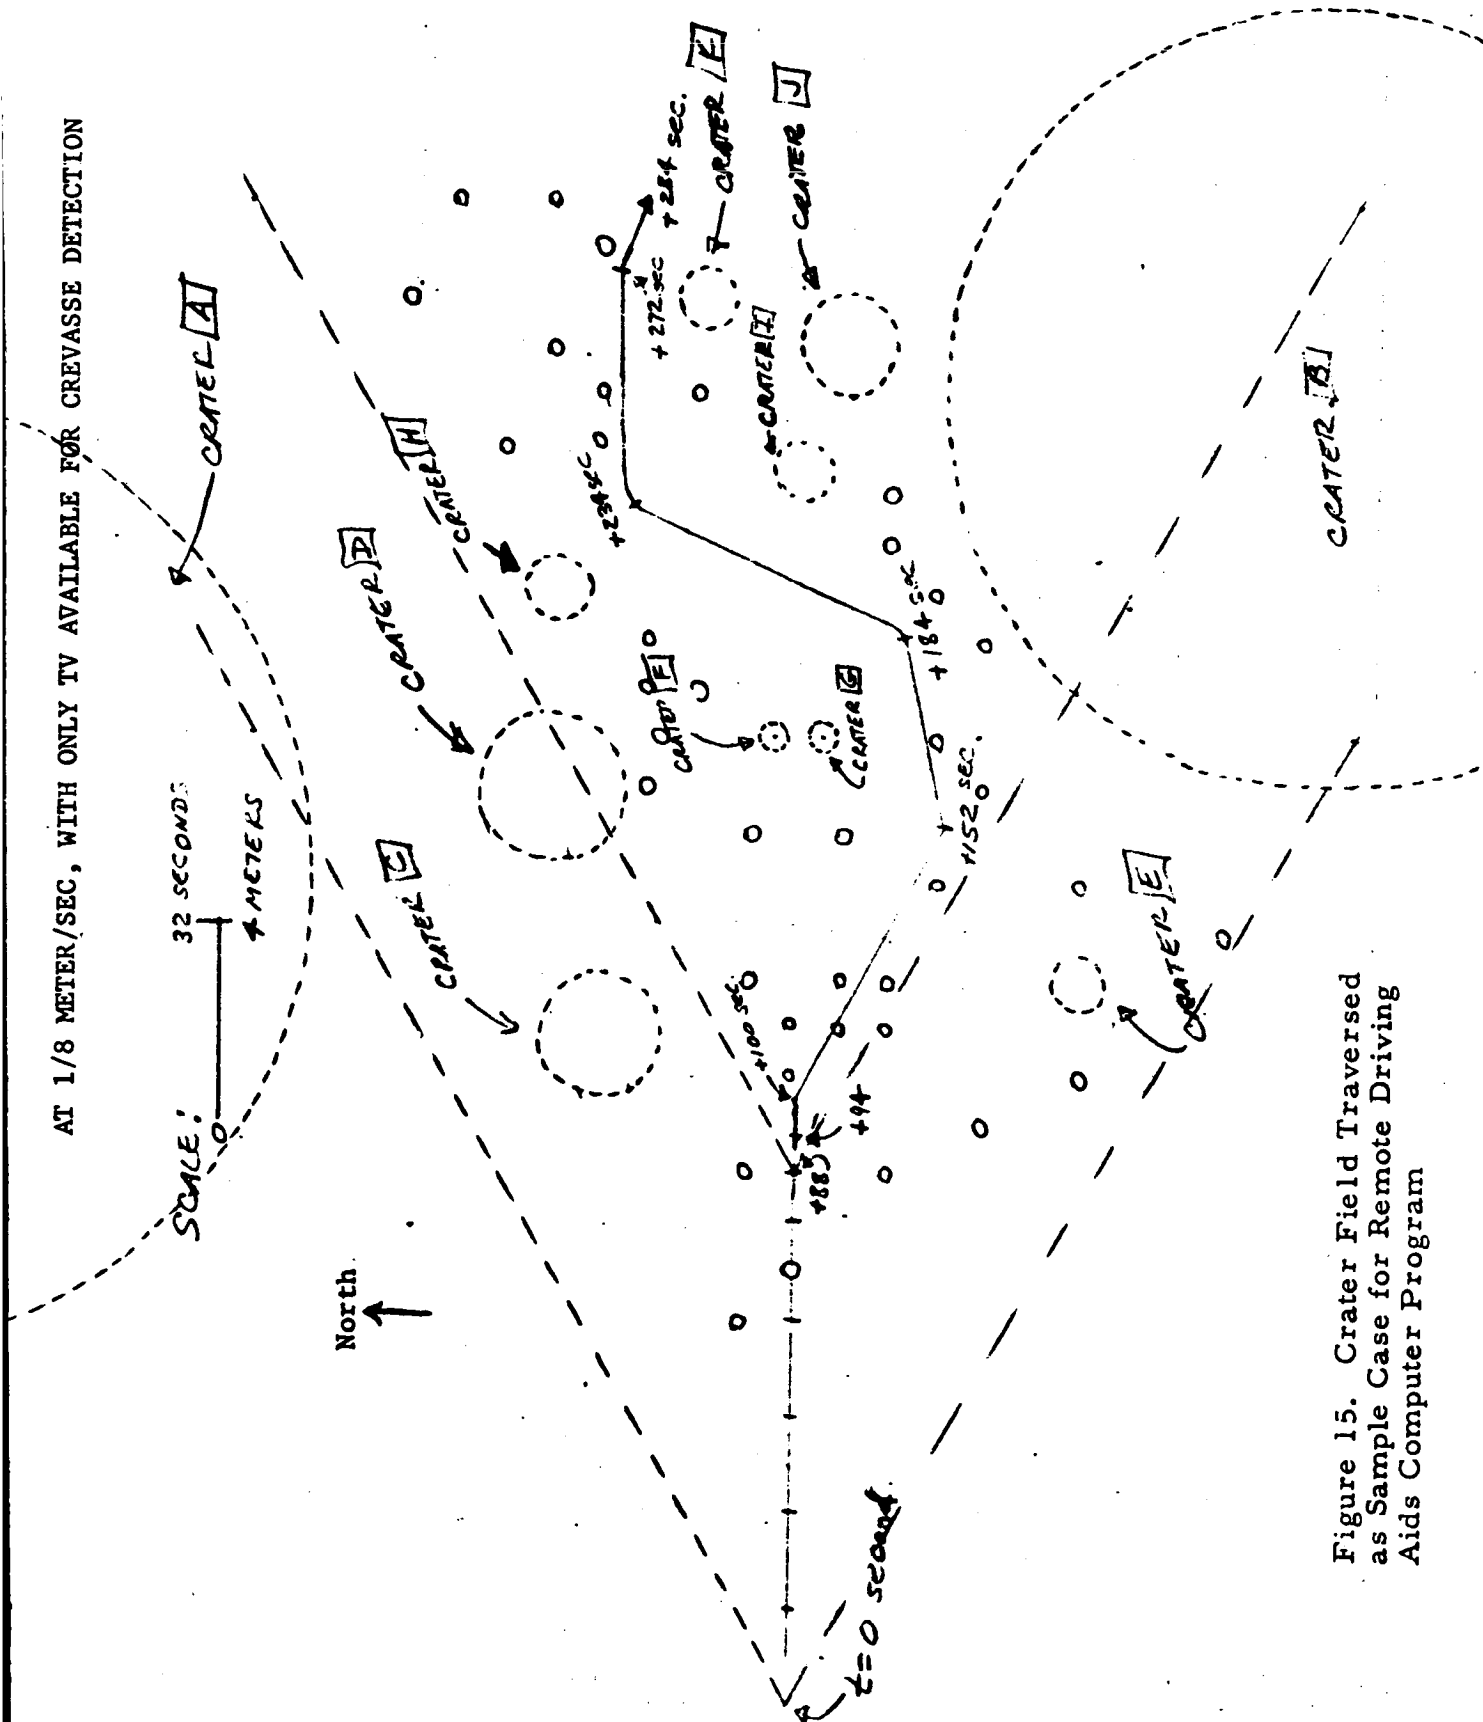 AT 1/8 METER/SEC, WITH ONLY TV AVAILABLE FØR CREVASSE DETECTION
SCALE:
0
32 SECONDS
4 METERS
CRATER A
North
CRATER C
CRATER D
CRATER H
CRATER F
CRATER G
CRATER I
CRATER K
CRATER J
CRATER E
CRATER B
t=0 second
+88
+94
+100 SEC
+152 SEC.
+184 SEC
+234 SEC
+272 SEC
+284 SEC.
Figure 15. Crater Field Traversed
as Sample Case for Remote Driving
Aids Computer Program